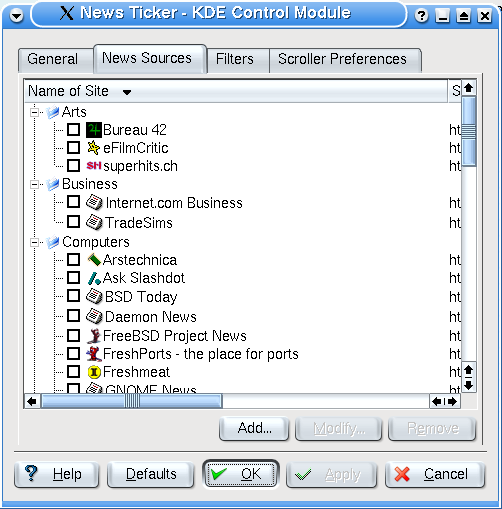 News Ticker - KDE Control Module
General News Sources Filters Scroller Preferences
Name of Site S
Arts
Bureau 42 ht
eFilmCritic ht
SH superhits.ch ht
Business
Internet.com Business ht
TradeSims ht
Computers
Arstechnica ht
Ask Slashdot ht
BSD Today ht
Daemon News ht
FreeBSD Project News ht
FreshPorts - the place for ports ht
Freshmeat ht
GNOME News ht
Add... Modify... Remove
? Help Defaults OK Apply Cancel